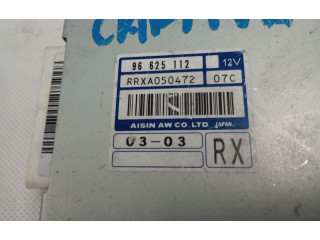 CAPTIVA
96 625 112 12V
RRXA050472 07C
AISIN AW CO.,LTD JAPAN
03-03
RX